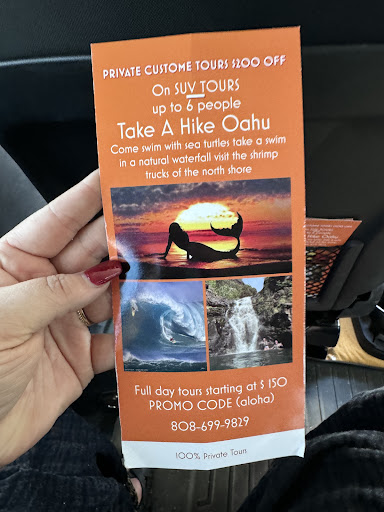 PRIVATE CUSTOME TOURS $200 OFF
On SUV TOURS
up to 6 people
Take A Hike Oahu
Come swim with sea turtles take a swim
in a natural waterfall visit the shrimp
trucks of the north shore
Full day tours starting at $ 150
PROMO CODE (aloha)
808-699-9829
100% Private Tours